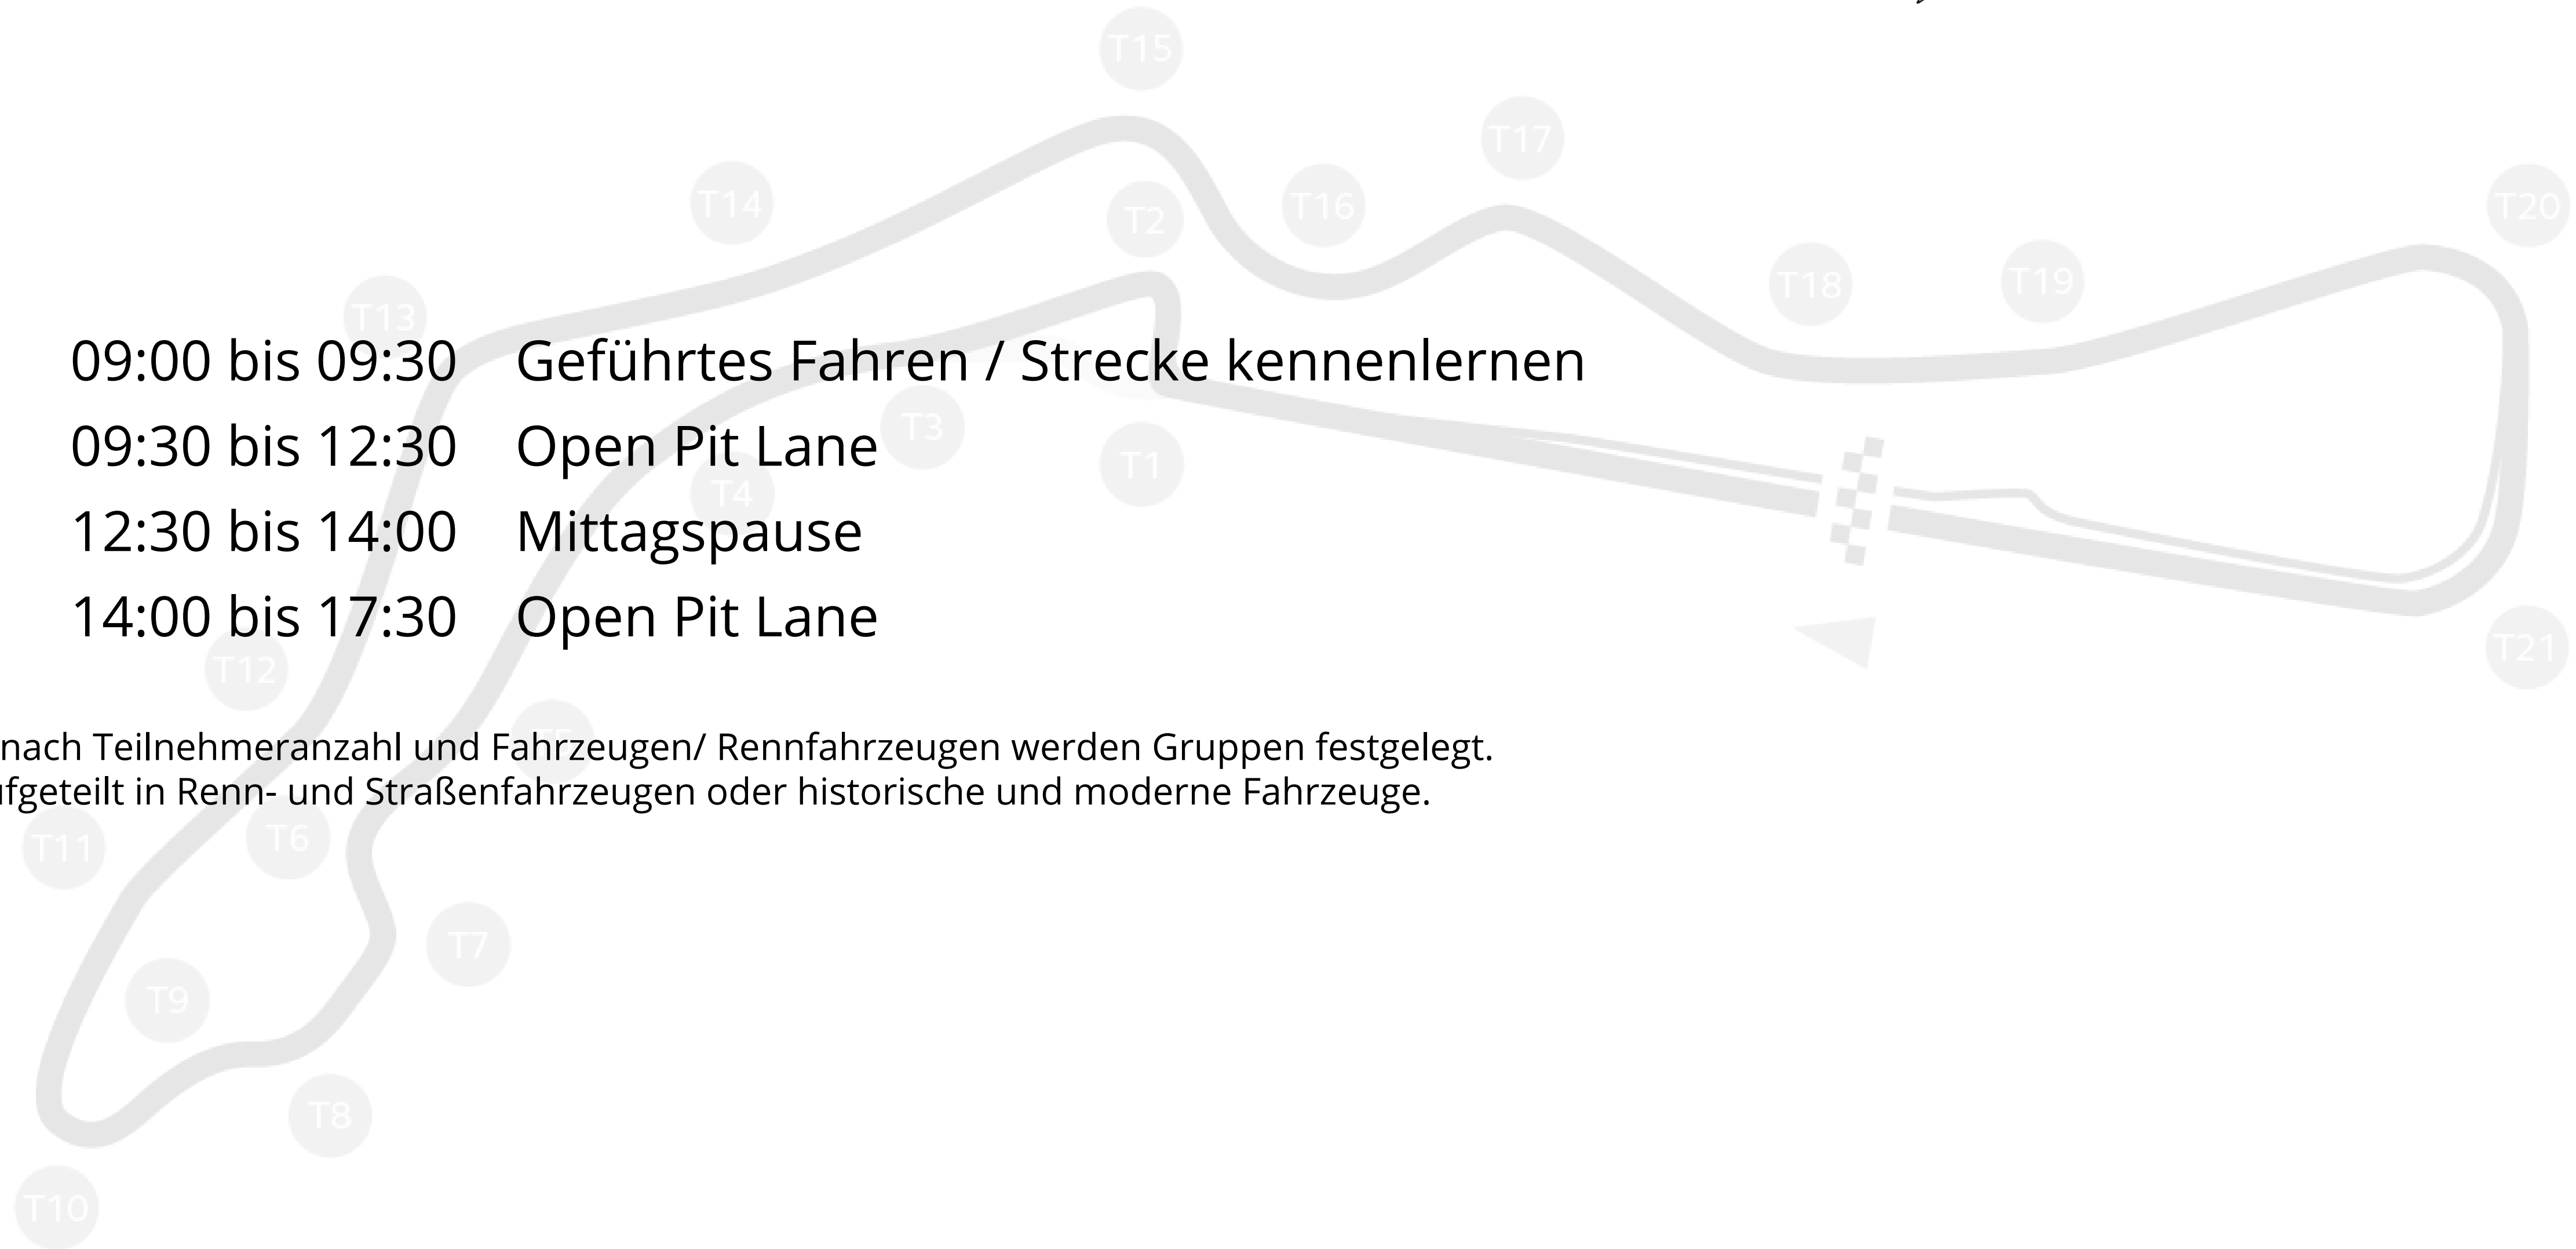 T15
T17
T14
T2
T16
T20
T18
T19
T13
09:00 bis 09:30 Geführtes Fahren / Strecke kennenlernen
T3
09:30 bis 12:30 Open Pit Lane
T1
T4
12:30 bis 14:00 Mittagspause
14:00 bis 17:30 Open Pit Lane
T12
T21
nach Teilnehmeranzahl und Fahrzeugen/ Rennfahrzeugen werden Gruppen festgelegt.
ufgeteilt in Renn- und Straßenfahrzeugen oder historische und moderne Fahrzeuge.
T11
T6
T7
T9
T8
T10